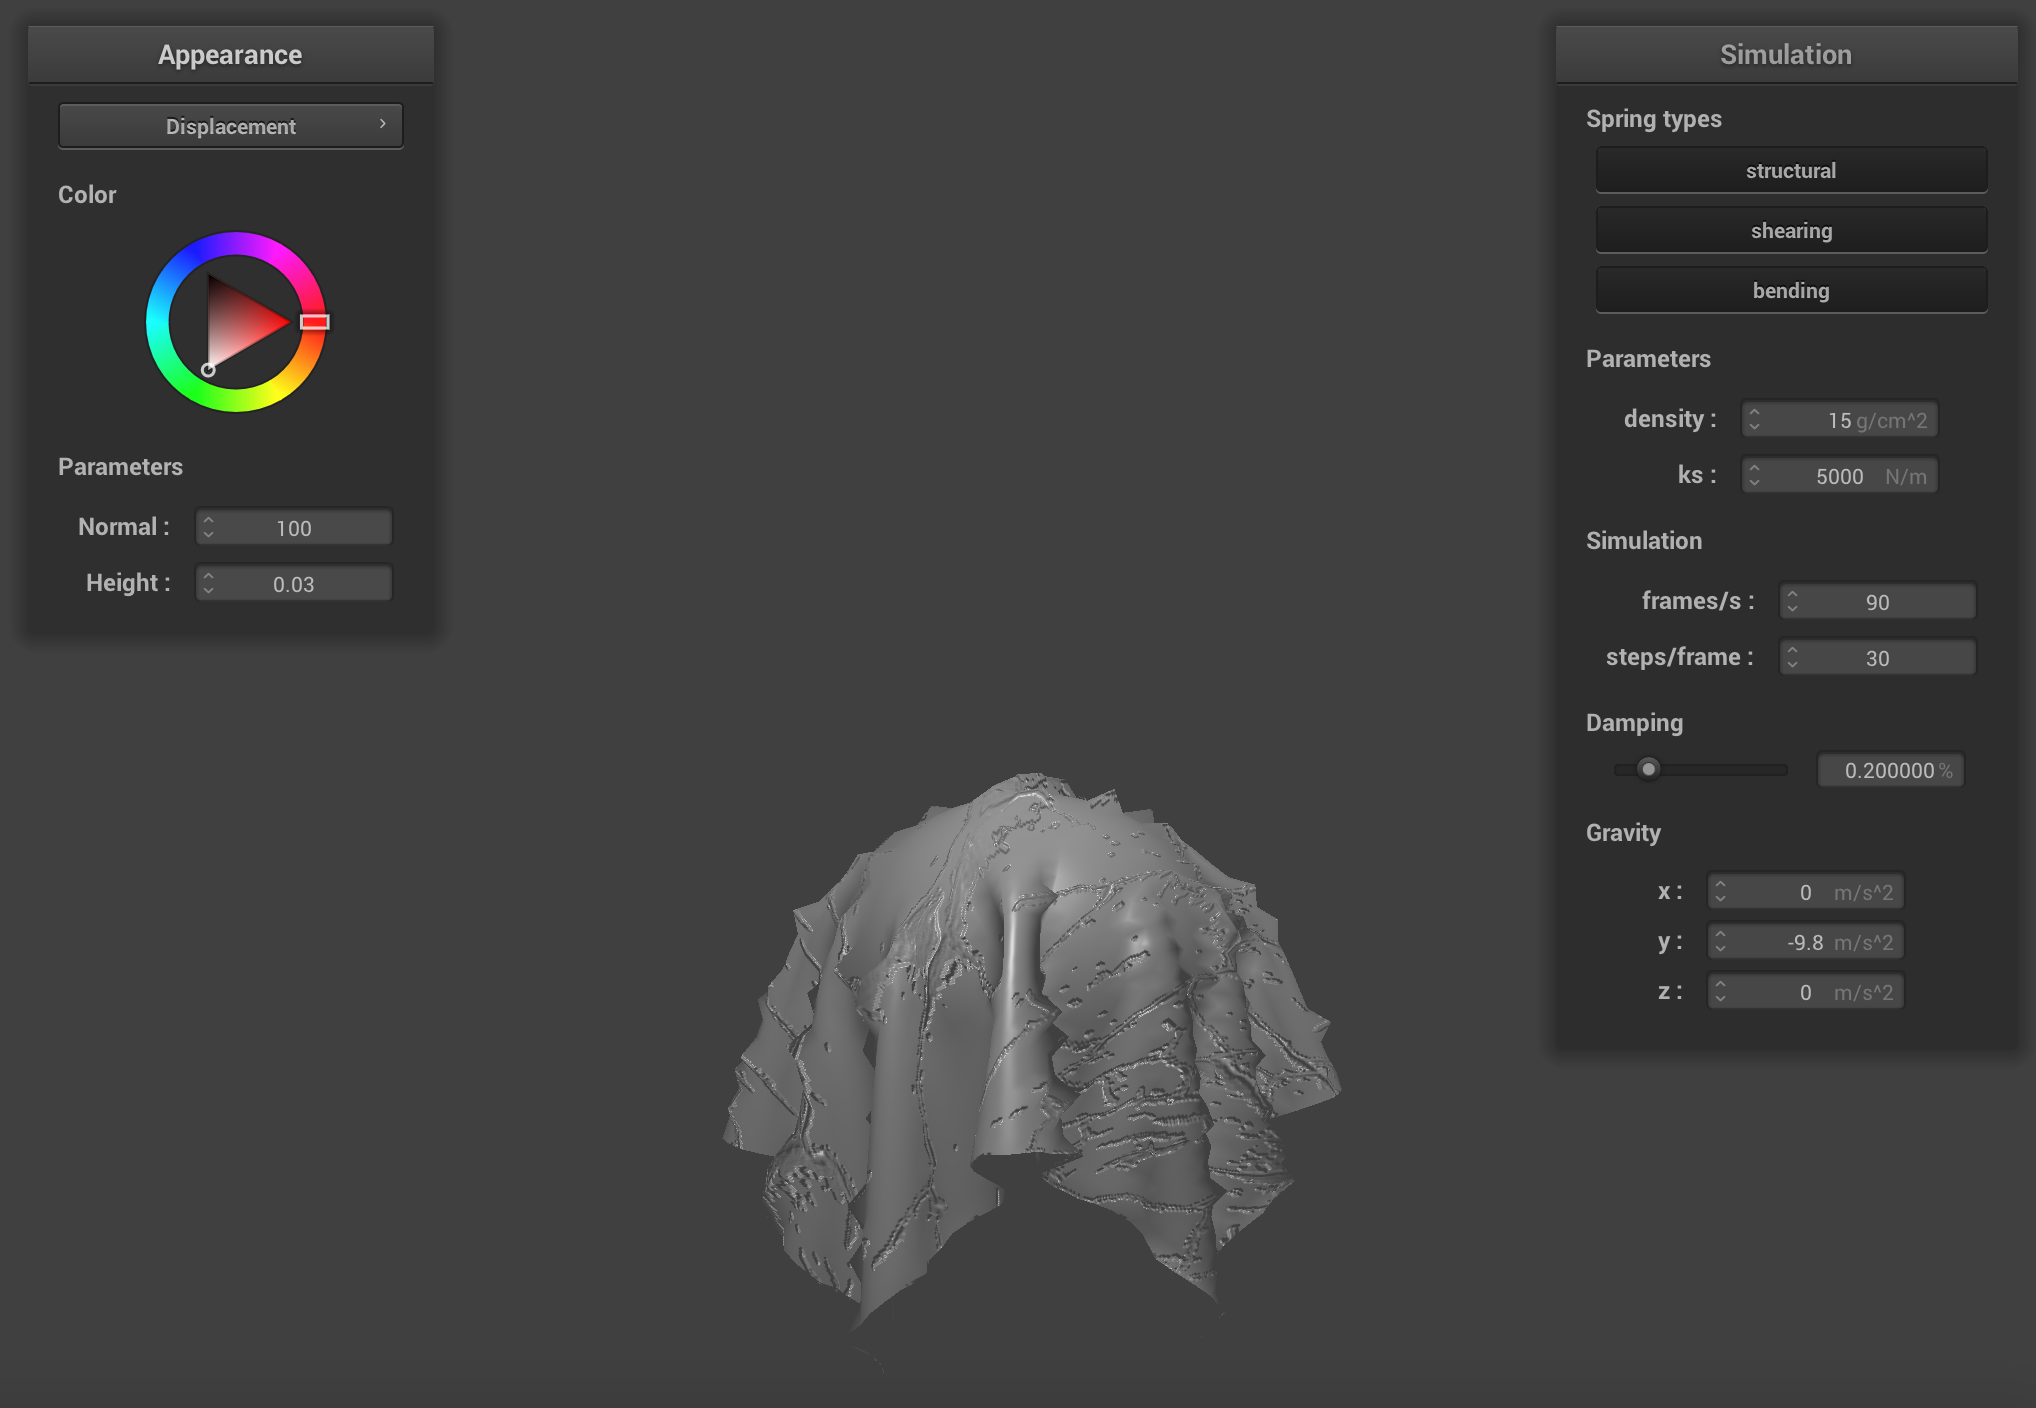 Appearance
Displacement ›
Color
Parameters
Normal : 100
Height : 0.03
Simulation
Spring types
structural
shearing
bending
Parameters
density : 15 g/cm^2
ks : 5000 N/m
Simulation
frames/s : 90
steps/frame : 30
Damping
0.200000 %
Gravity
x : 0 m/s^2
y : -9.8 m/s^2
z : 0 m/s^2